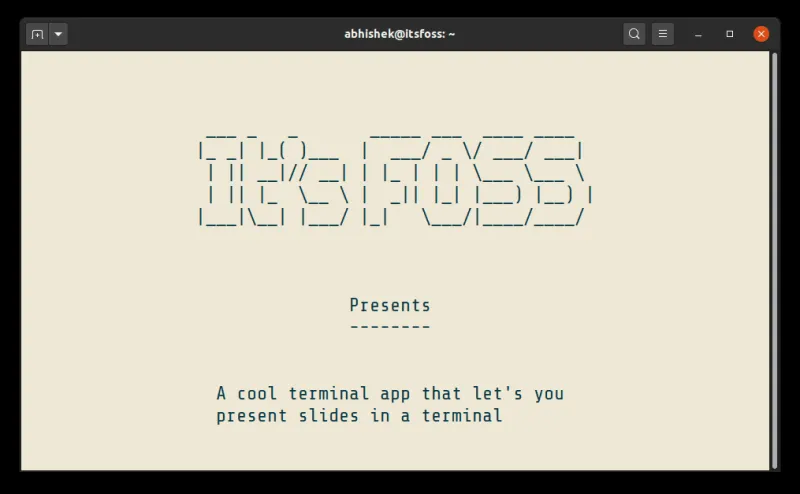 abhishek@itsfoss: ~
It's FOSS
Presents
--------
A cool terminal app that let's you
present slides in a terminal